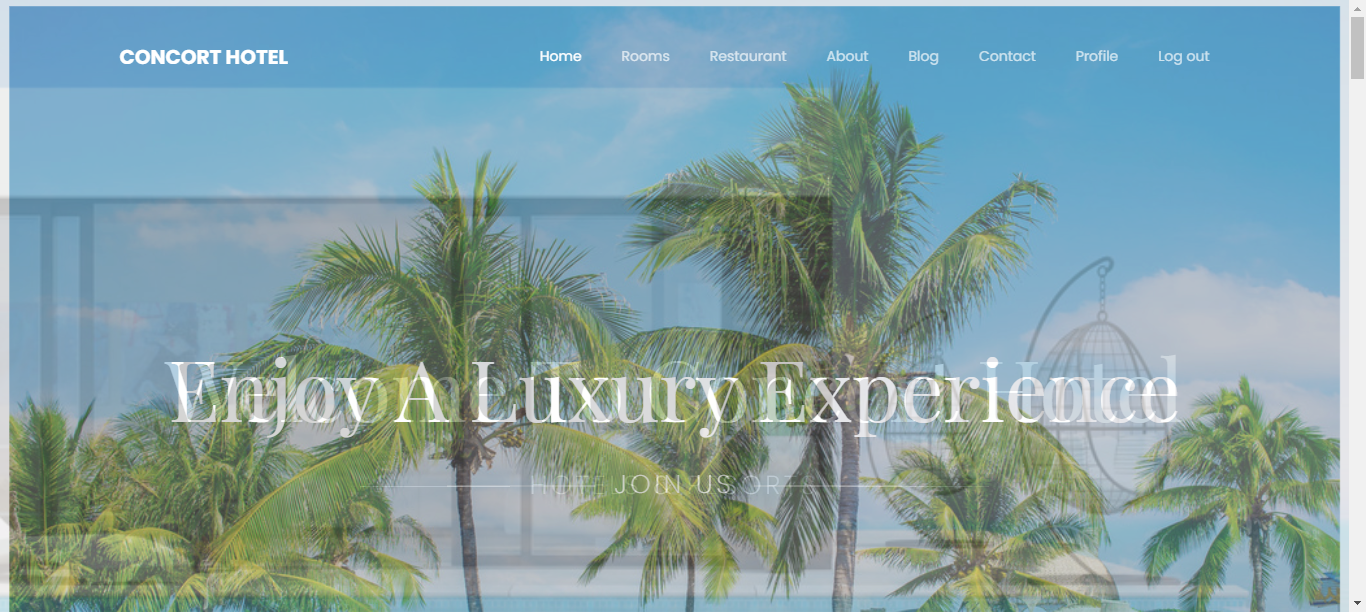 CONCORT HOTEL
Home Rooms Restaurant About Blog Contact Profile Log out
Enjoy A Luxury Experience
JOIN US